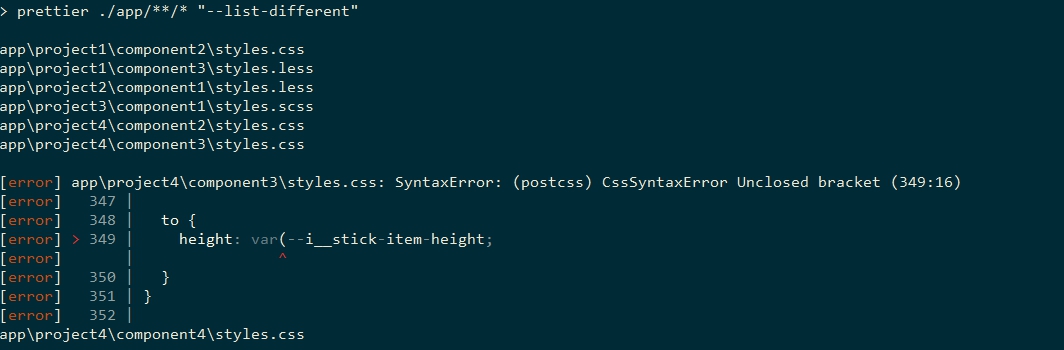 > prettier ./app/**/* "--list-different"
app\project1\component2\styles.css
app\project1\component3\styles.less
app\project2\component1\styles.less
app\project3\component1\styles.scss
app\project4\component2\styles.css
app\project4\component3\styles.css
[error] app\project4\component3\styles.css: SyntaxError: (postcss) CssSyntaxError Unclosed bracket (349:16)
[error]   347 |
[error]   348 |   to {
[error] > 349 |     height: var(--i__stick-item-height;
[error]       |                ^
[error]   350 |   }
[error]   351 | }
[error]   352 |
app\project4\component4\styles.css